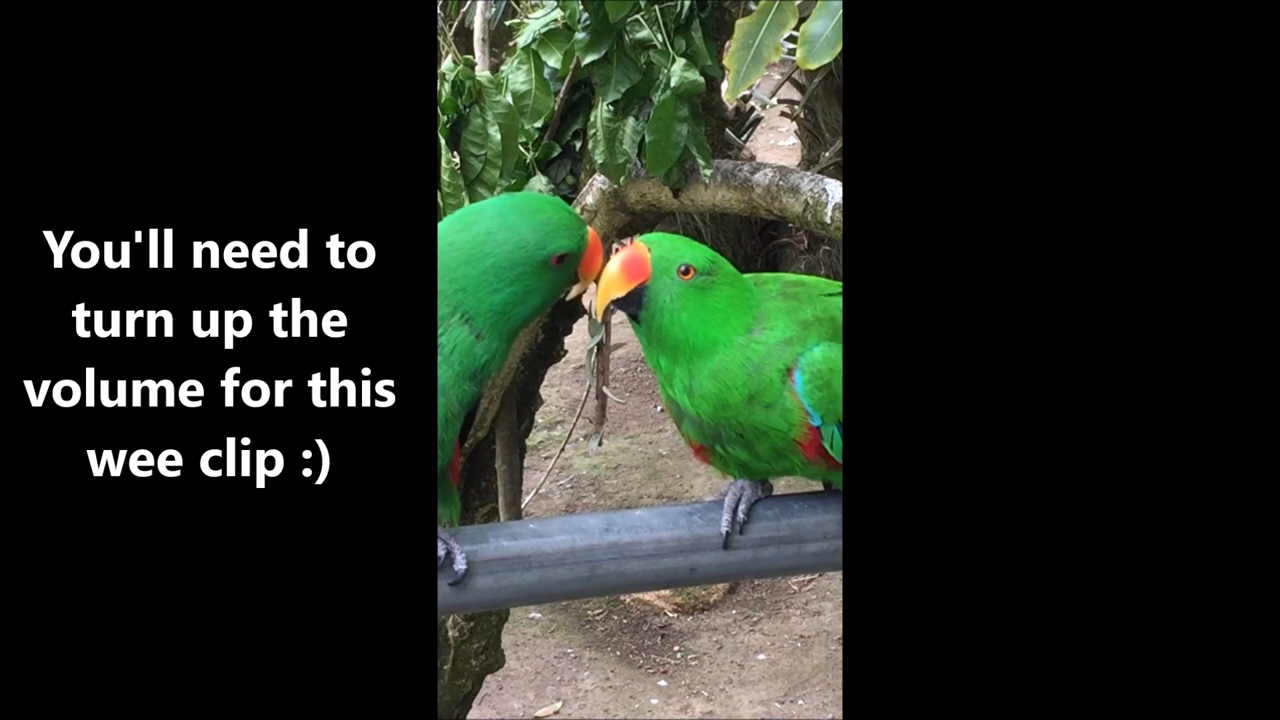 You'll need to
turn up the
volume for this
wee clip :)